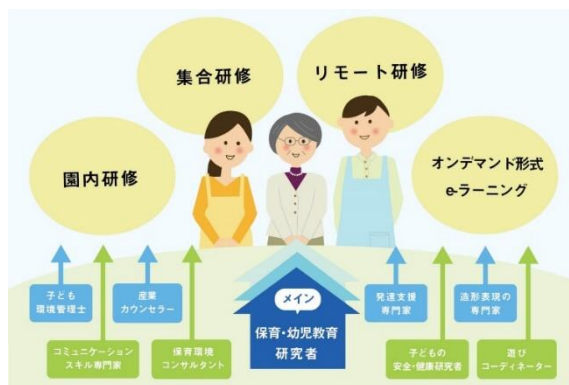 集合研修
リモート研修
園内研修
オンデマンド形式
e-ラーニング
子ども
環境管理士
産業
カウンセラー
メイン
保育・幼児教育
研究者
発達支援
専門家
造形表現の
専門家
コミュニケーション
スキル専門家
保育環境
コンサルタント
子どもの
安全・健康研究者
遊び
コーディネーター